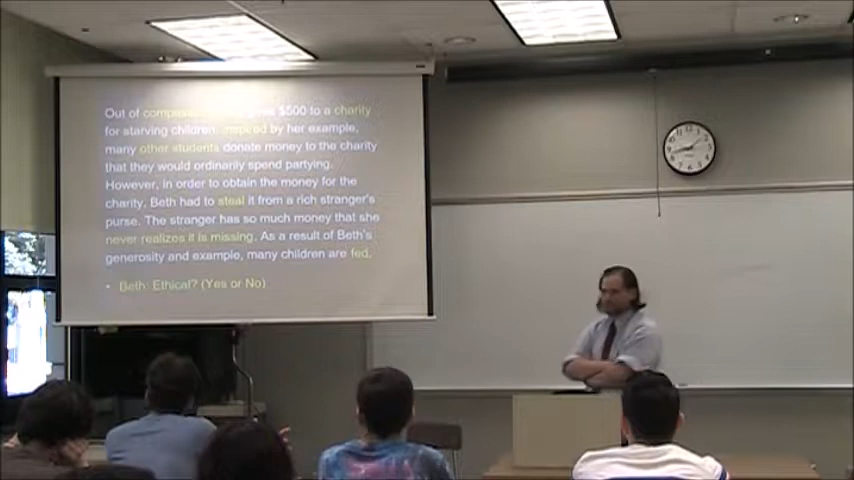 Out of $500 to a charity
for starving children. Inspired by her example,
many other students donate money to the charity
that they would ordinarily spend partying.
However, in order to obtain the money for the
charity, Beth had to steal it from a rich stranger's
purse. The stranger has so much money that she
never realizes it is missing. As a result of Beth's
generosity and example, many children are fed.
• Beth: Ethical? (Yes or No)